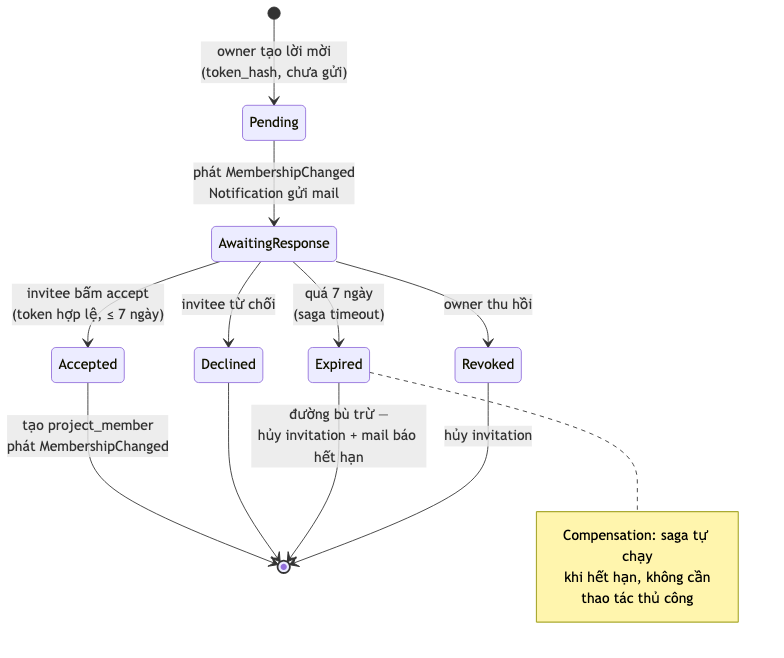 owner tạo lời mời
(token_hash, chưa gửi)
Pending
phát MembershipChanged
Notification gửi mail
AwaitingResponse
invitee bấm accept
(token hợp lệ, ≤ 7 ngày)
invitee từ chối
quá 7 ngày
(saga timeout)
owner thu hồi
Accepted
Declined
Expired
Revoked
tạo project_member
phát MembershipChanged
đường bù trừ —
hủy invitation + mail báo
hết hạn
hủy invitation
Compensation: saga tự
chạy
khi hết hạn, không cần
thao tác thủ công